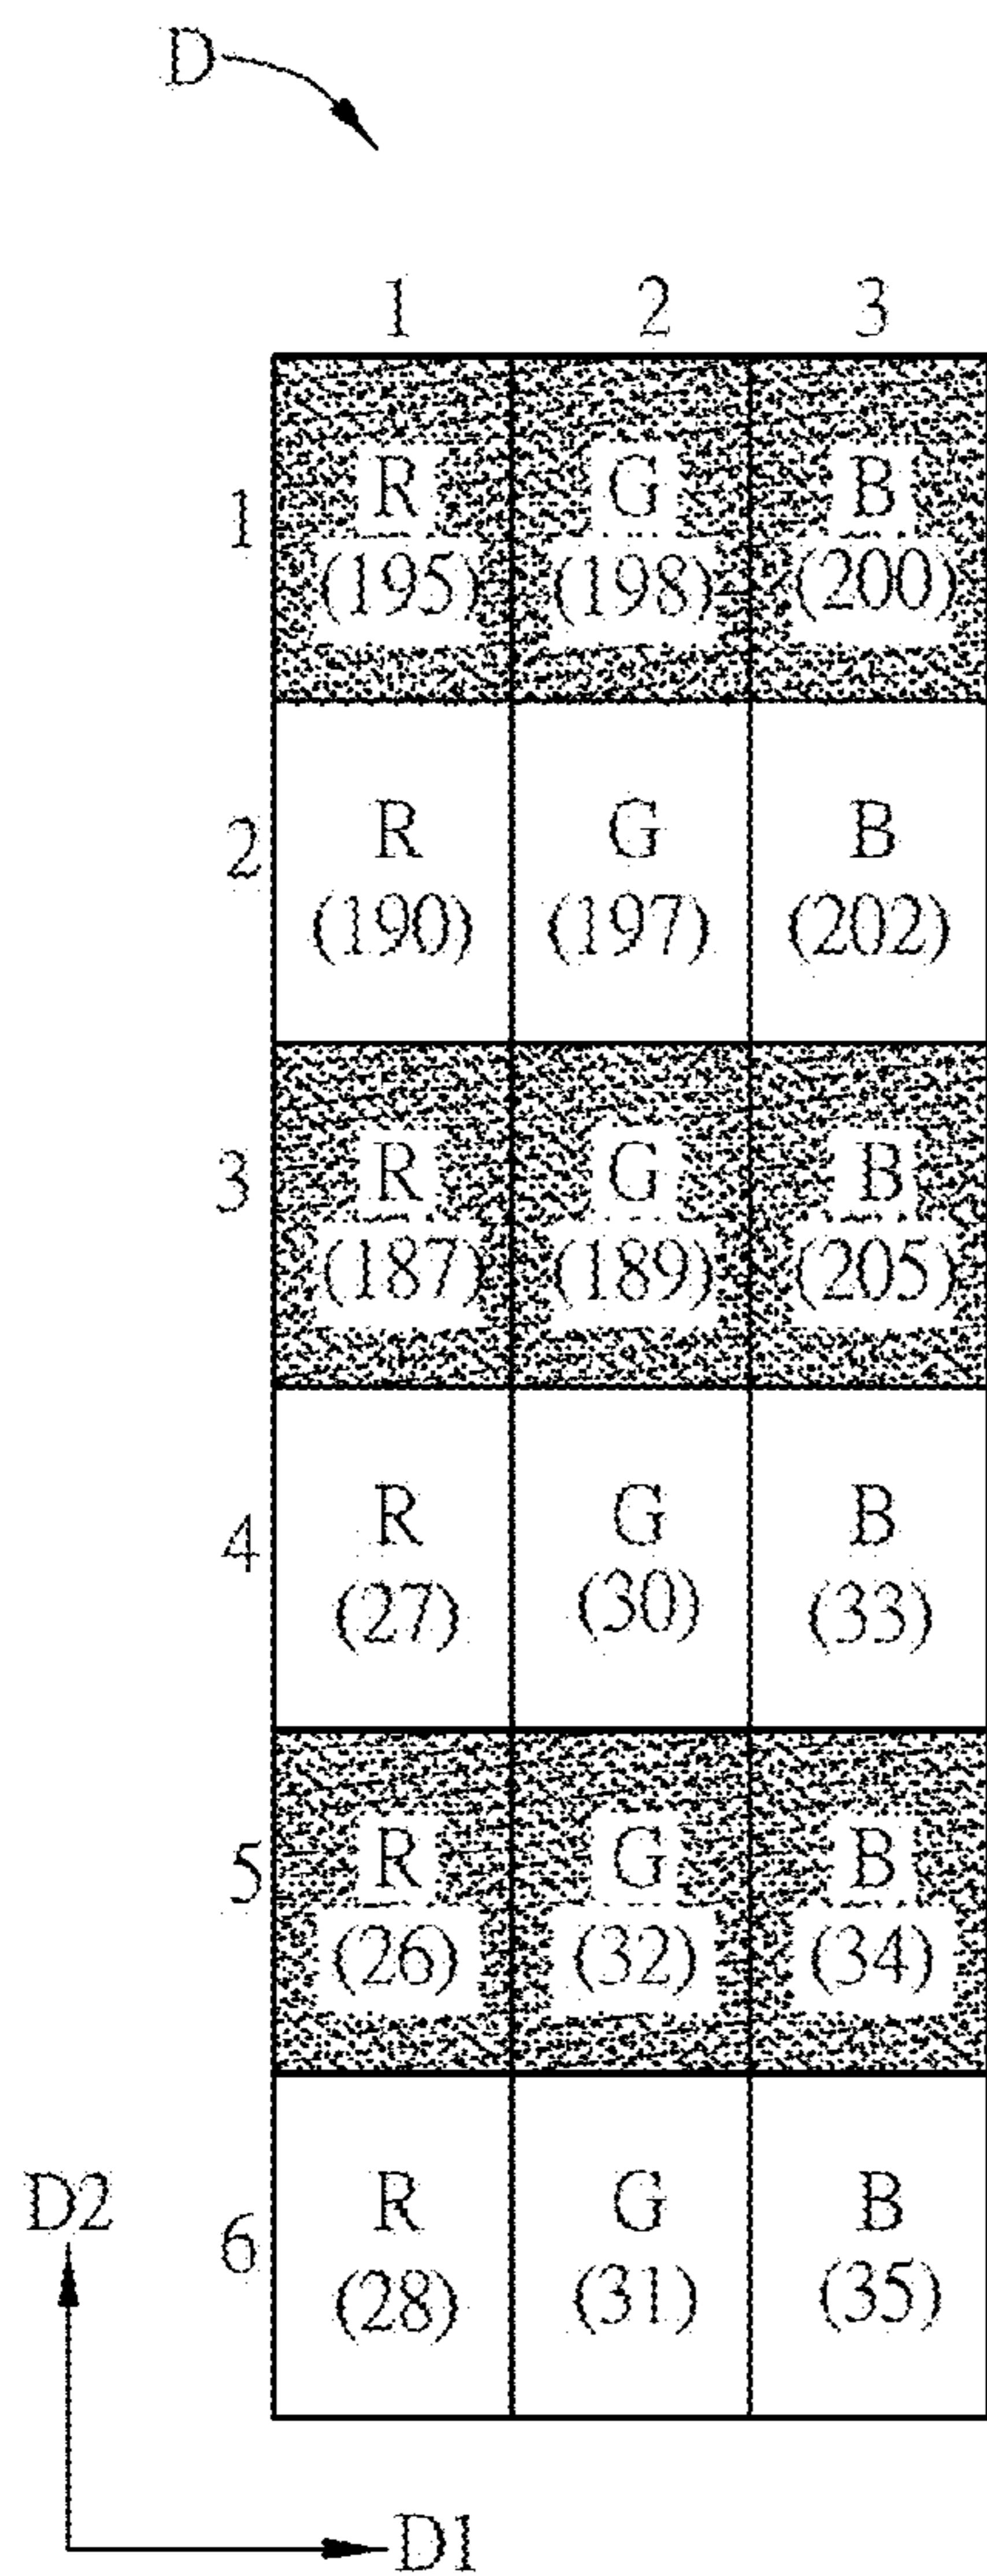 D
1 2 3
1 R G B
(195) (198) (200)
2 R G B
(190) (197) (202)
3 R G B
(187) (189) (205)
4 R G B
(27) (30) (33)
5 R G B
(26) (32) (34)
6 R G B
(28) (31) (35)
D2
D1